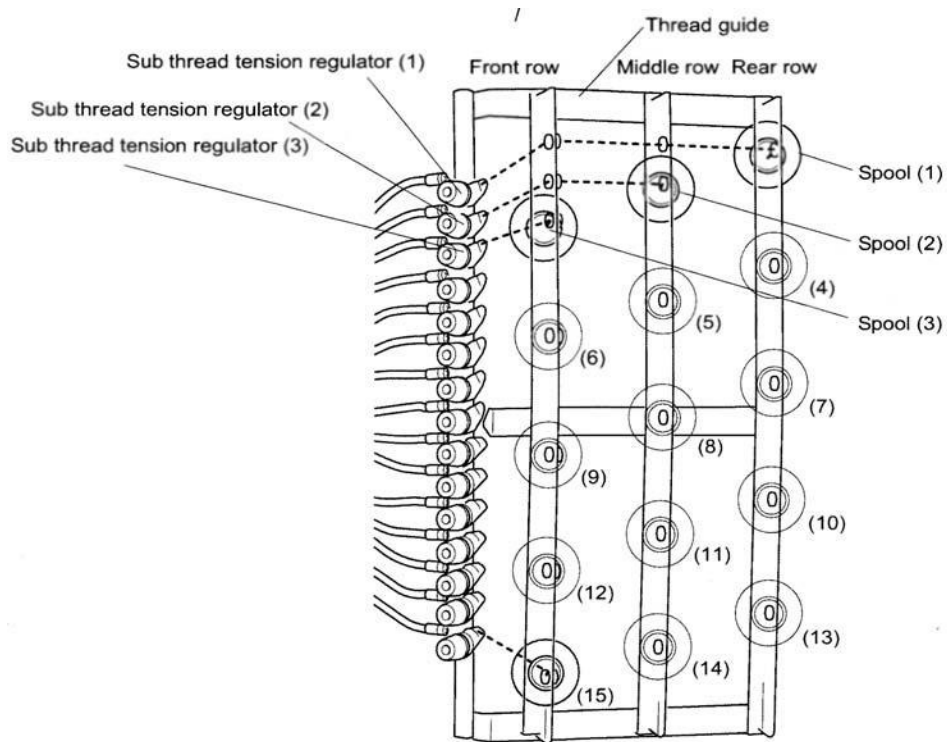 Thread guide
Sub thread tension regulator (1)
Front row
Middle row
Rear row
Sub thread tension regulator (2)
Sub thread tension regulator (3)
Spool (1)
Spool (2)
(4)
(5)
Spool (3)
(6)
(7)
(8)
(9)
(10)
(11)
(12)
(13)
(14)
(15)